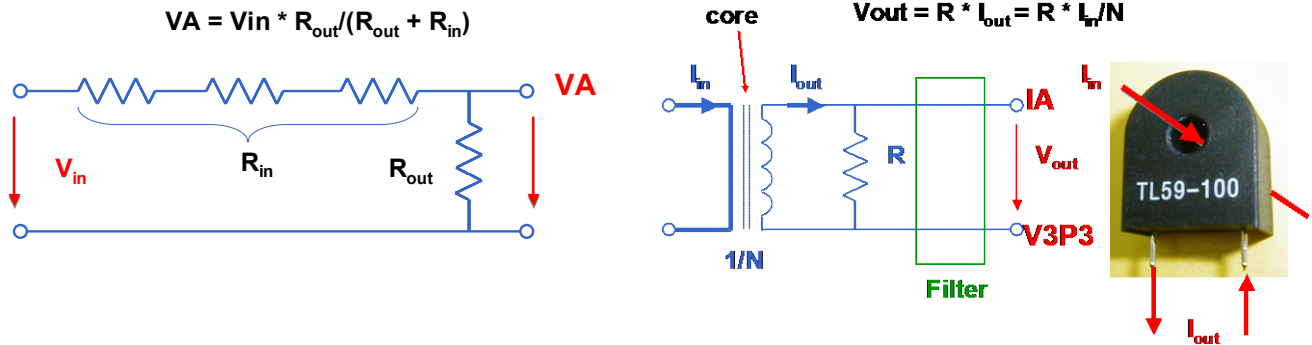 VA = Vin * Rout/(Rout + Rin)
VA
Vin
Rin
Rout
core
Vout = R * Iout = R * Iin/N
Iin
Iout
IA
R
Vout
V3P3
1/N
Filter
Iin
TL59-100
Iout